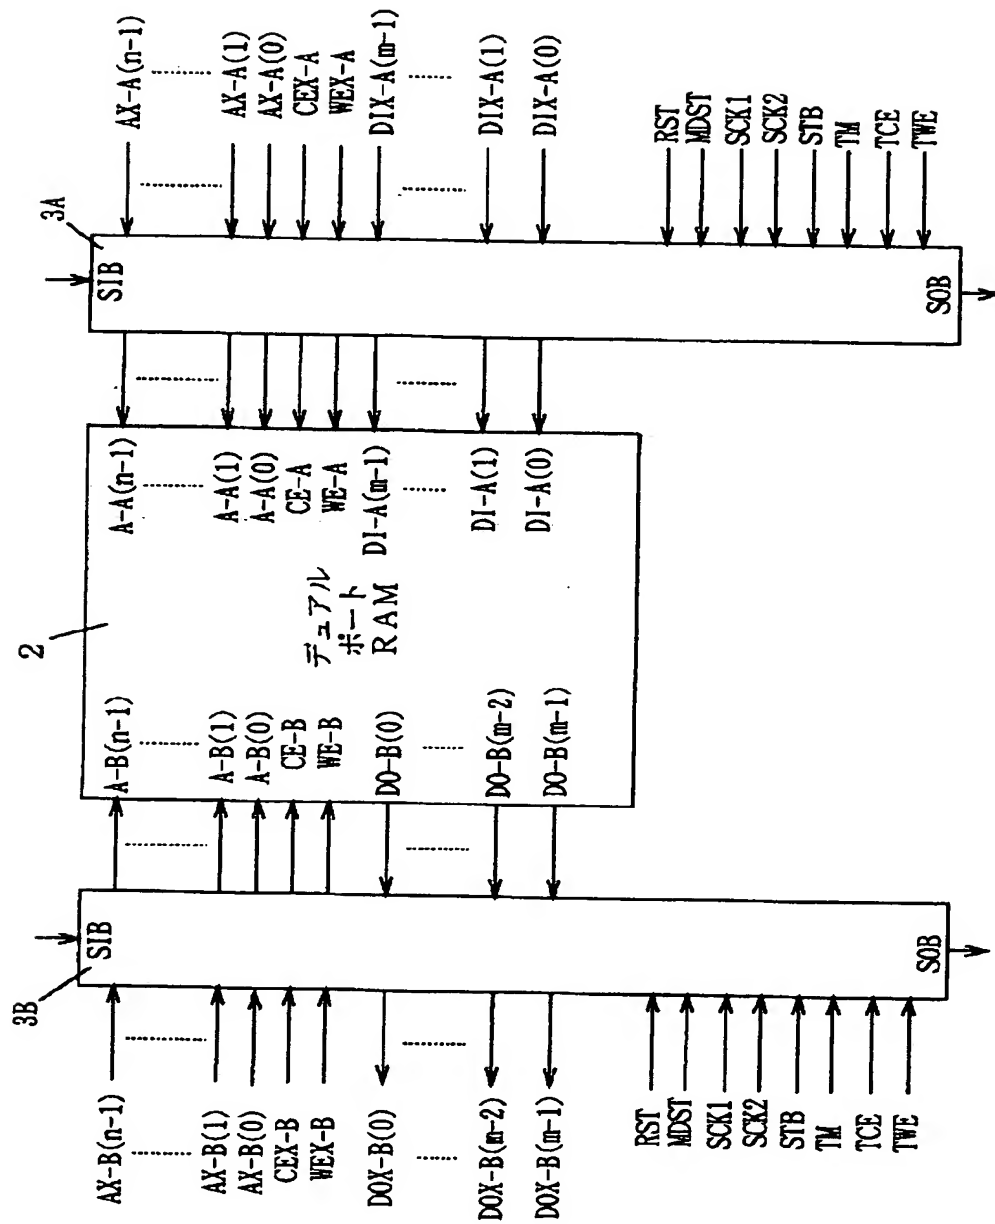 2
3B
3A
AX-B(n-1)
AX-B(1)
AX-B(0)
CEX-B
WEX-B
DOX-B(0)
DOX-B(m-2)
DOX-B(m-1)
RST
MDST
SCK1
SCK2
STB
TM
TCE
TWE
SIB
SOB
A-B(n-1)
A-B(1)
A-B(0)
CE-B
WE-B
DO-B(0)
DO-B(m-2)
DO-B(m-1)
デュアル
ポート
RAM
A-A(n-1)
A-A(1)
A-A(0)
CE-A
WE-A
DI-A(m-1)
DI-A(1)
DI-A(0)
SIB
SOB
AX-A(n-1)
AX-A(1)
AX-A(0)
CEX-A
WEX-A
DIX-A(m-1)
DIX-A(1)
DIX-A(0)
RST
MDST
SCK1
SCK2
STB
TM
TCE
TWE